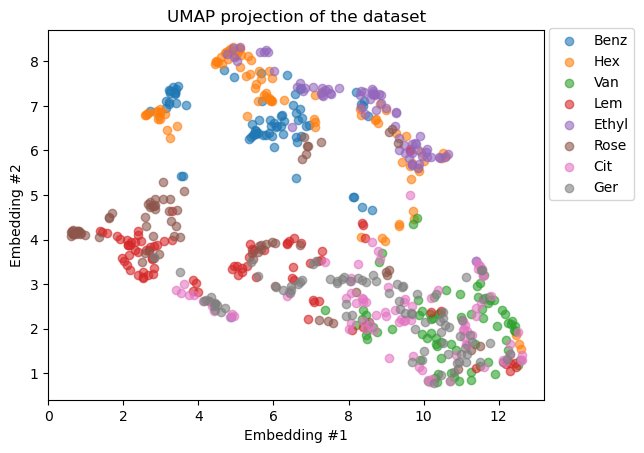 UMAP projection of the dataset
Embedding #2
8
7
6
5
4
3
2
1
0
2
4
6
8
10
12
Embedding #1
Benz
Hex
Van
Lem
Ethyl
Rose
Cit
Ger